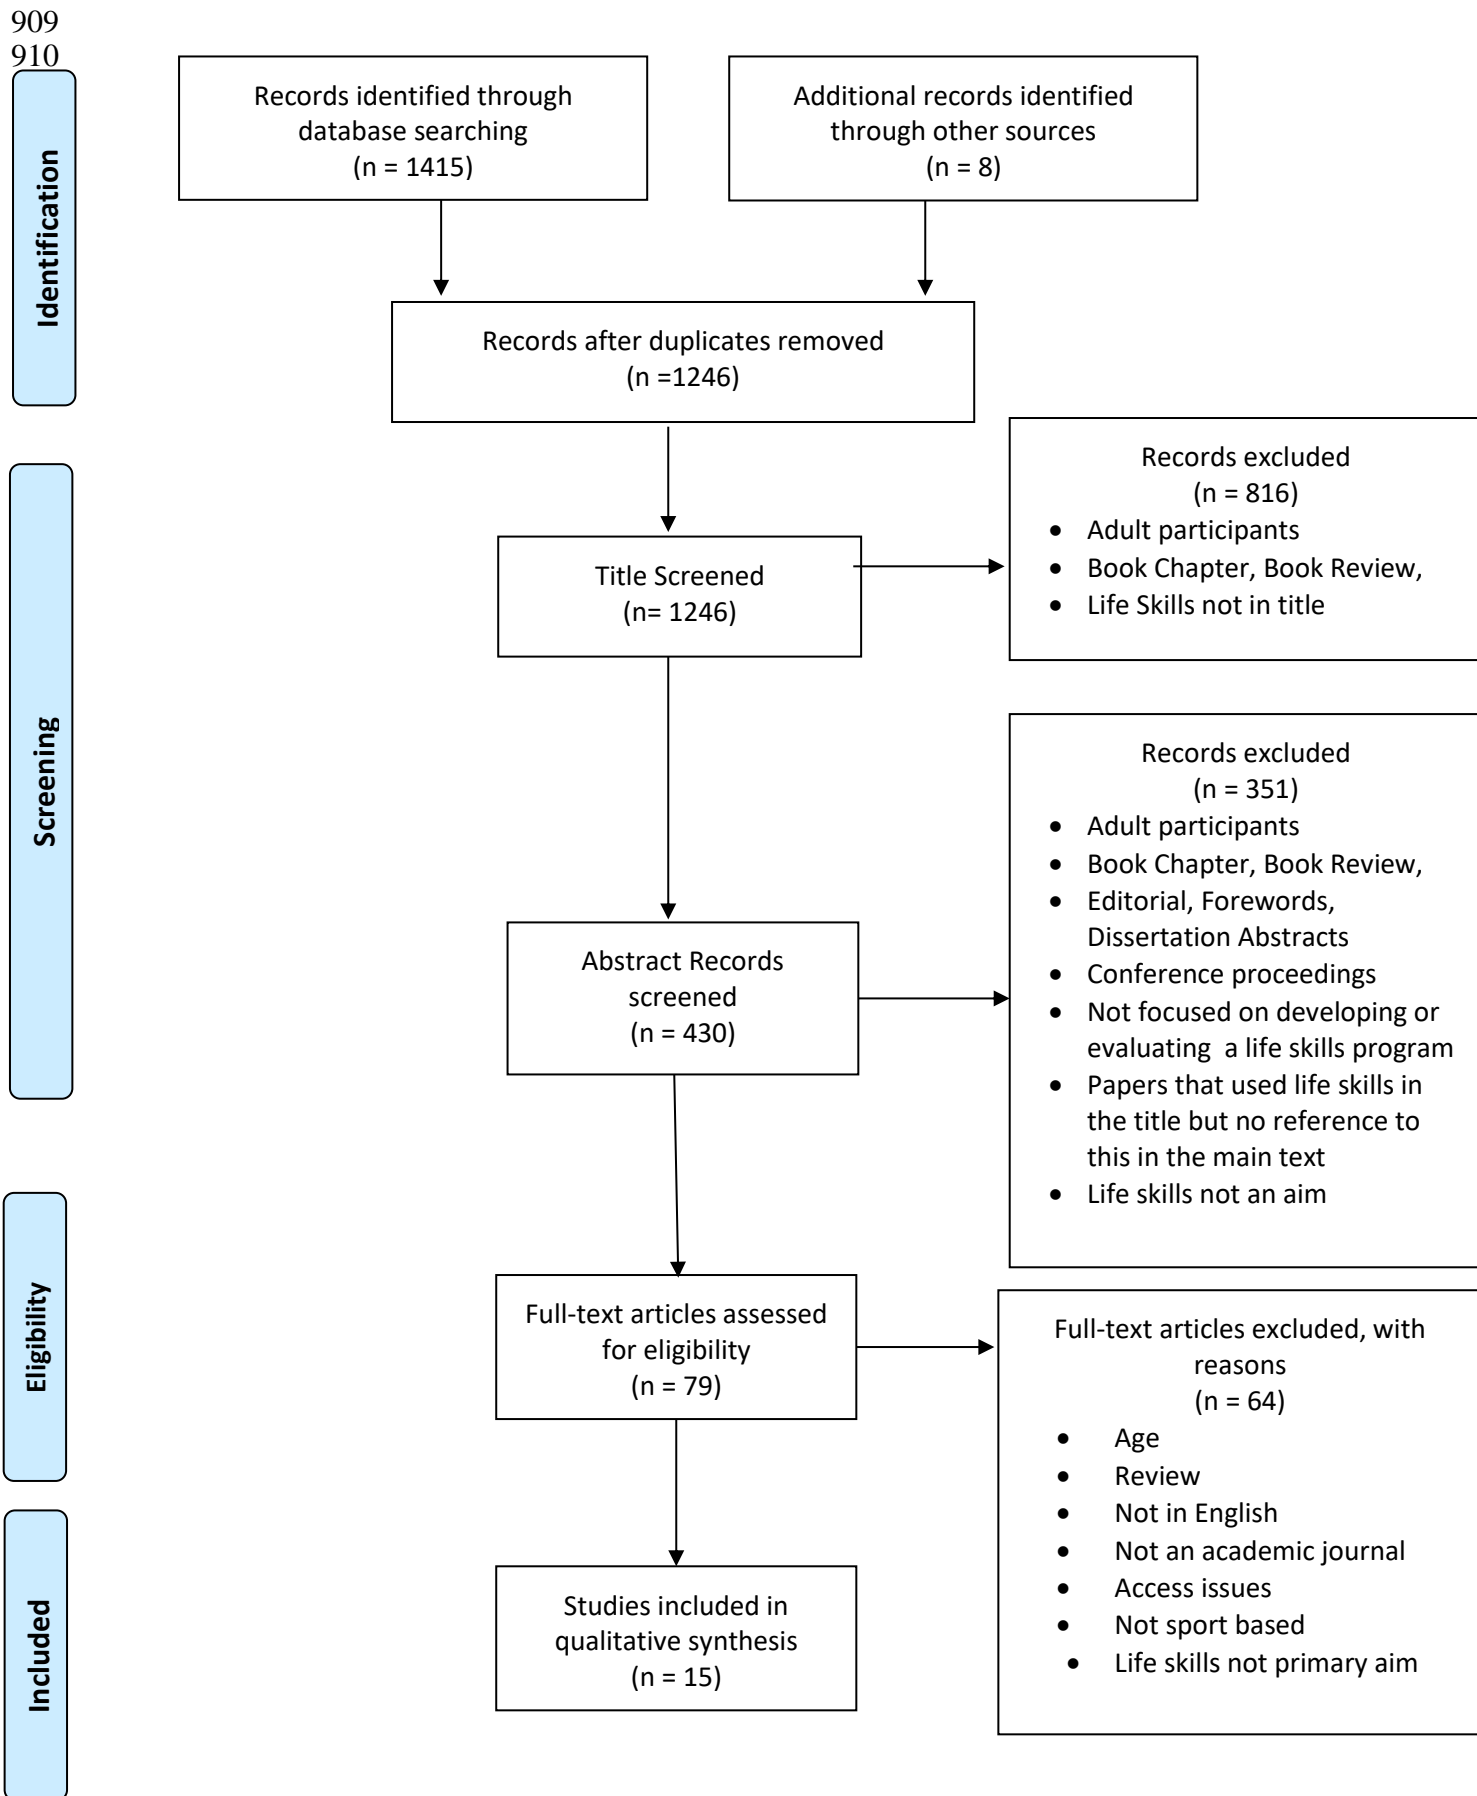 909
910
Identification
Records identified through
database searching
(n = 1415)
Additional records identified
through other sources
(n = 8)
Records after duplicates removed
(n =1246)
Screening
Title Screened
(n= 1246)
Records excluded
(n = 816)
• Adult participants
• Book Chapter, Book Review,
• Life Skills not in title
Abstract Records
screened
(n = 430)
Records excluded
(n = 351)
• Adult participants
• Book Chapter, Book Review,
• Editorial, Forewords,
Dissertation Abstracts
• Conference proceedings
• Not focused on developing or
evaluating  a life skills program
• Papers that used life skills in
the title but no reference to
this in the main text
• Life skills not an aim
Eligibility
Full-text articles assessed
for eligibility
(n = 79)
Full-text articles excluded, with
reasons
(n = 64)
• Age
• Review
• Not in English
• Not an academic journal
• Access issues
• Not sport based
• Life skills not primary aim
Included
Studies included in
qualitative synthesis
(n = 15)